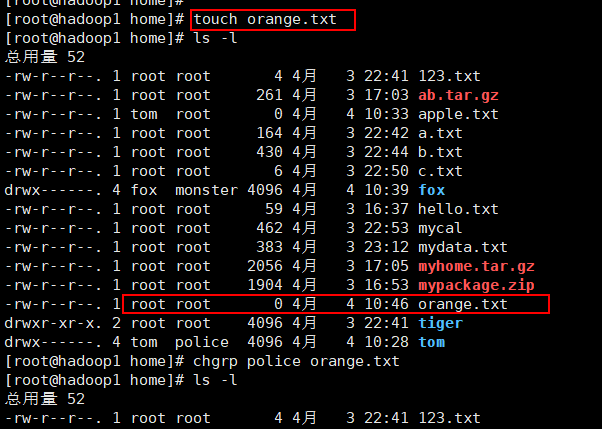 [root@hadoop1 home]#
[root@hadoop1 home]# touch orange.txt
[root@hadoop1 home]# ls -l
总用量 52
-rw-r--r--. 1 root root 4 4月 3 22:41 123.txt
-rw-r--r--. 1 root root 261 4月 3 17:03 ab.tar.gz
-rw-r--r--. 1 tom root 0 4月 4 10:33 apple.txt
-rw-r--r--. 1 root root 164 4月 3 22:42 a.txt
-rw-r--r--. 1 root root 430 4月 3 22:44 b.txt
-rw-r--r--. 1 root root 6 4月 3 22:50 c.txt
drwx------. 4 fox monster 4096 4月 4 10:39 fox
-rw-r--r--. 1 root root 59 4月 3 16:37 hello.txt
-rw-r--r--. 1 root root 462 4月 3 22:53 mycal
-rw-r--r--. 1 root root 383 4月 3 23:12 mydata.txt
-rw-r--r--. 1 root root 2056 4月 3 17:05 myhome.tar.gz
-rw-r--r--. 1 root root 1904 4月 3 16:53 mypackage.zip
-rw-r--r--. 1 root root 0 4月 4 10:46 orange.txt
drwxr-xr-x. 2 root root 4096 4月 3 22:41 tiger
drwx------. 4 tom police 4096 4月 4 10:28 tom
[root@hadoop1 home]# chgrp police orange.txt
[root@hadoop1 home]# ls -l
总用量 52
-rw-r--r--. 1 root root 4 4月 3 22:41 123.txt